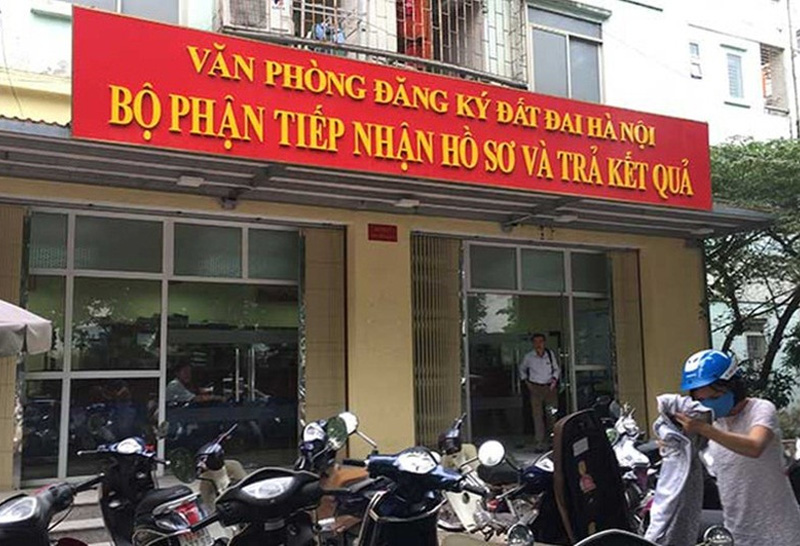 VĂN PHÒNG ĐĂNG KÝ ĐẤT ĐAI HÀ NỘI
BỘ PHẬN TIẾP NHẬN HỒ SƠ VÀ TRẢ KẾT QUẢ